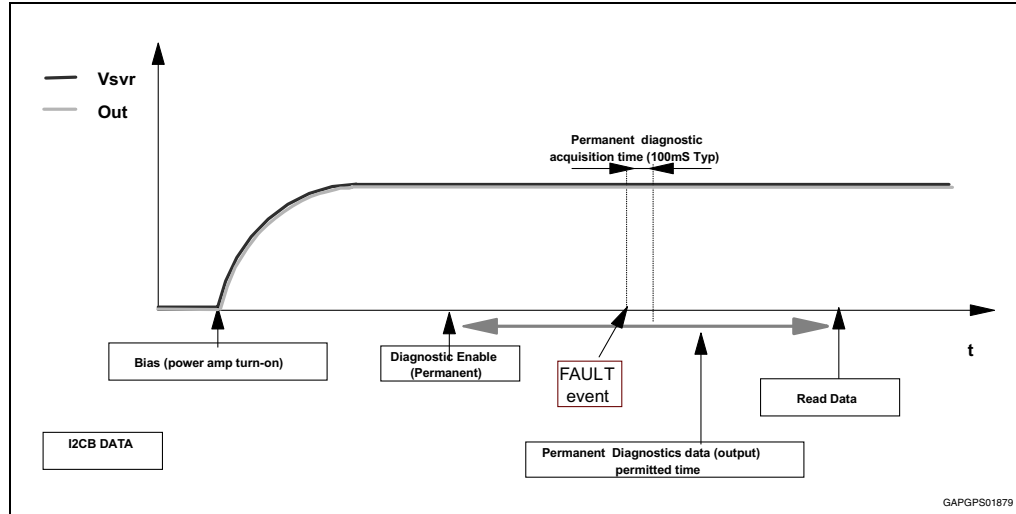 Vsvr
Out
Permanent diagnostic
acquisition time (100mS Typ)
t
Bias (power amp turn-on)
Diagnostic Enable
(Permanent)
FAULT
event
Read Data
I2CB DATA
Permanent Diagnostics data (output)
permitted time
GAPGPS01879